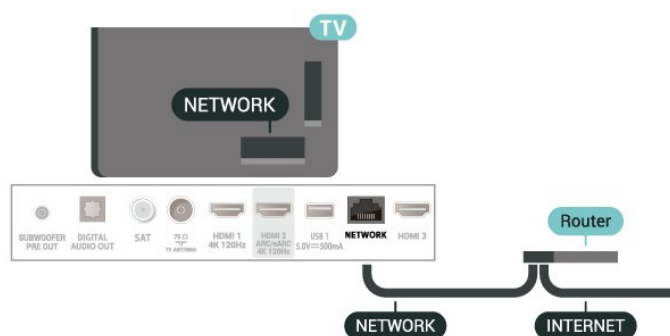 TV
NETWORK
SUBWOOFER
PRE OUT
DIGITAL
AUDIO OUT
SAT
75 Ω
TV ANTENNA
HDMI 1
4K 120Hz
HDMI 2
ARC/eARC
4K 120Hz
USB 1
5.0V⎓500mA
NETWORK
HDMI 3
Router
NETWORK
INTERNET